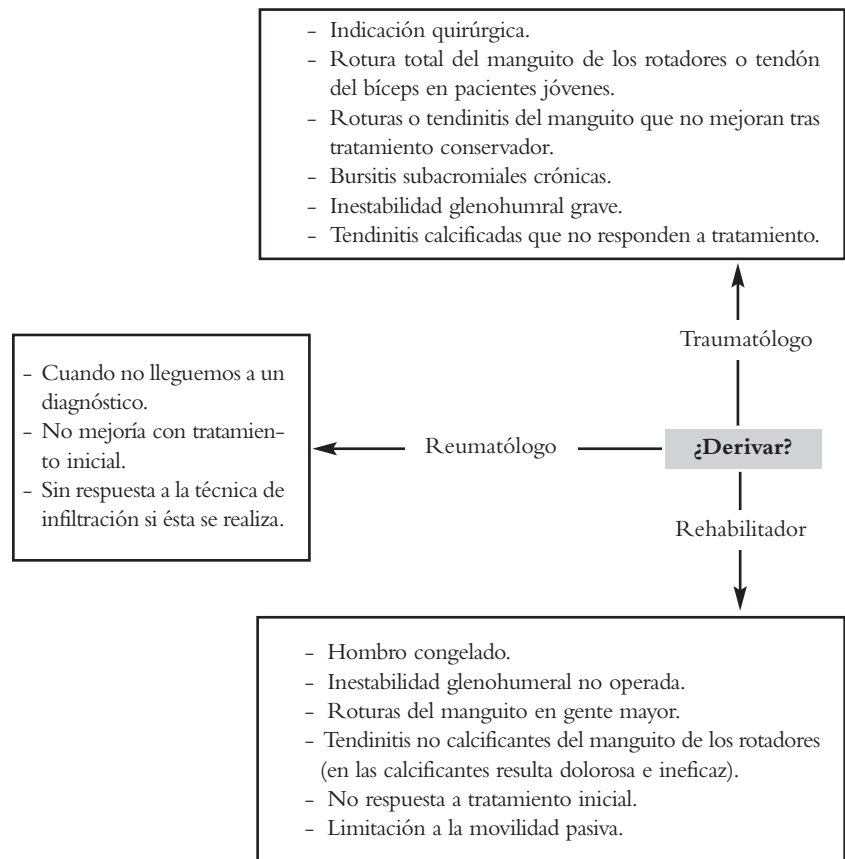 - Indicación quirúrgica.
- Rotura total del manguito de los rotadores o tendón
del bíceps en pacientes jóvenes.
- Roturas o tendinitis del manguito que no mejoran tras
tratamiento conservador.
- Bursitis subacromiales crónicas.
- Inestabilidad glenohumral grave.
- Tendinitis calcificadas que no responden a tratamiento.
Traumatólogo
- Cuando no lleguemos a un
diagnóstico.
- No mejoría con tratamien-
to inicial.
- Sin respuesta a la técnica de
infiltración si ésta se realiza.
Reumatólogo
¿Derivar?
Rehabilitador
- Hombro congelado.
- Inestabilidad glenohumeral no operada.
- Roturas del manguito en gente mayor.
- Tendinitis no calcificantes del manguito de los rotadores
(en las calcificantes resulta dolorosa e ineficaz).
- No respuesta a tratamiento inicial.
- Limitación a la movilidad pasiva.